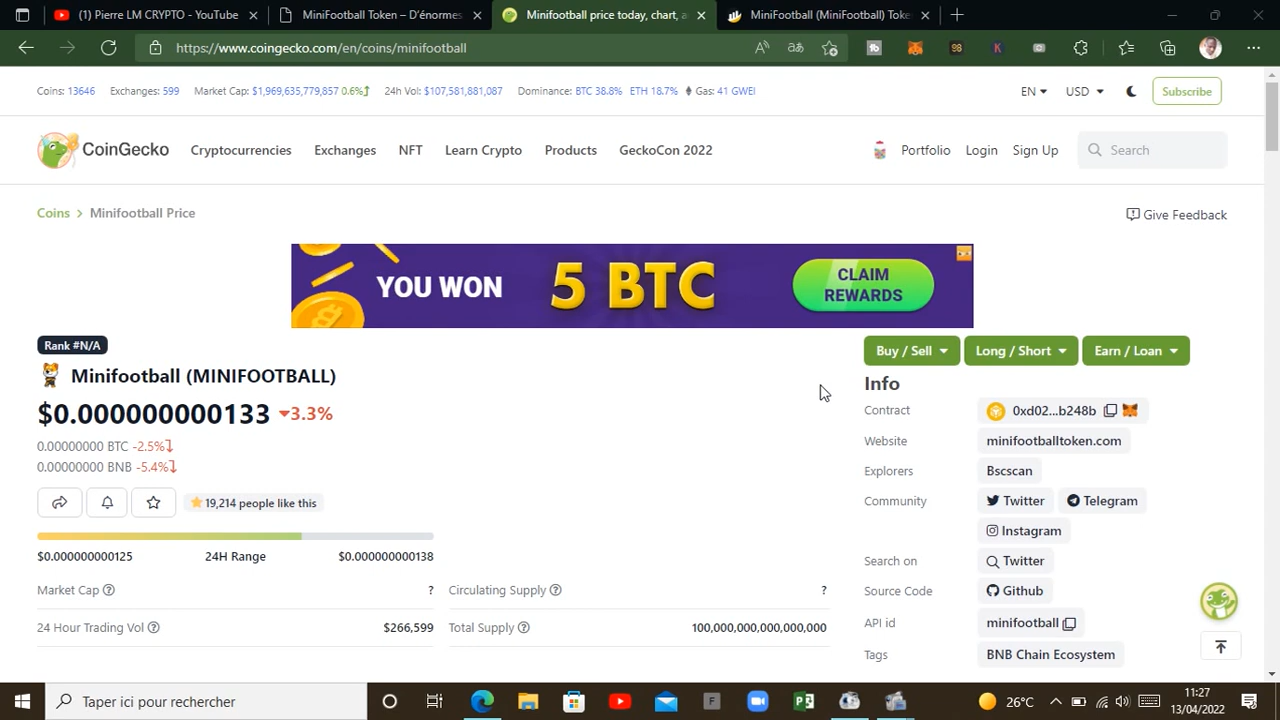 (1) Pierre LM CRYPTO - YouTube
MiniFootball Token – D'énormes
Minifootball price today, chart,
MiniFootball (MiniFootball) Toke
https://www.coingecko.com/en/coins/minifootball
Coins: 13646 Exchanges: 599 Market Cap: $1,969,635,779,857 0.6% 24h Vol: $107,581,881,087 Dominance: BTC 38.8% ETH 18.7% Gas: 41 GWEI
EN USD Subscribe
CoinGecko Cryptocurrencies Exchanges NFT Learn Crypto Products GeckoCon 2022 Portfolio Login Sign Up Search
Coins > Minifootball Price
Give Feedback
YOU WON 5 BTC CLAIM REWARDS
Rank #N/A
Minifootball (MINIFOOTBALL)
$0.000000000133 3.3%
0.00000000 BTC -2.5%
0.00000000 BNB -5.4%
19,214 people like this
$0.000000000125 24H Range $0.000000000138
Market Cap ? ?
Circulating Supply ? ?
24 Hour Trading Vol ? $266,599
Total Supply ? 100,000,000,000,000,000
Buy / Sell Long / Short Earn / Loan
Info
Contract 0xd02...b248b
Website minifootballtoken.com
Explorers Bscscan
Community Twitter Telegram
Instagram
Search on Twitter
Source Code Github
API id minifootball
Tags BNB Chain Ecosystem
Taper ici pour rechercher
26°C
11:27
13/04/2022